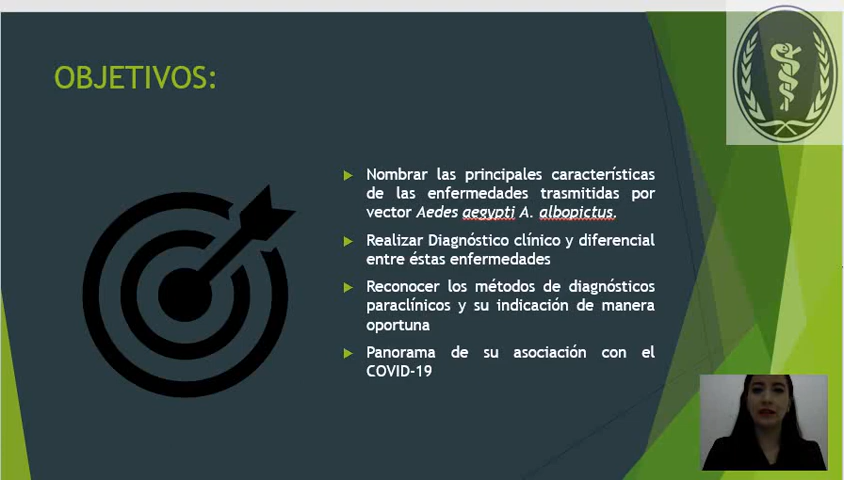 OBJETIVOS:
Nombrar las principales características
de las enfermedades trasmitidas por
vector Aedes aegypti A. albopictus,
Realizar Diagnóstico clínico y diferencial
entre éstas enfermedades
Reconocer los métodos de diagnósticos
paraclínicos y su indicación de manera
oportuna
Panorama de su asociación con el
COVID-19